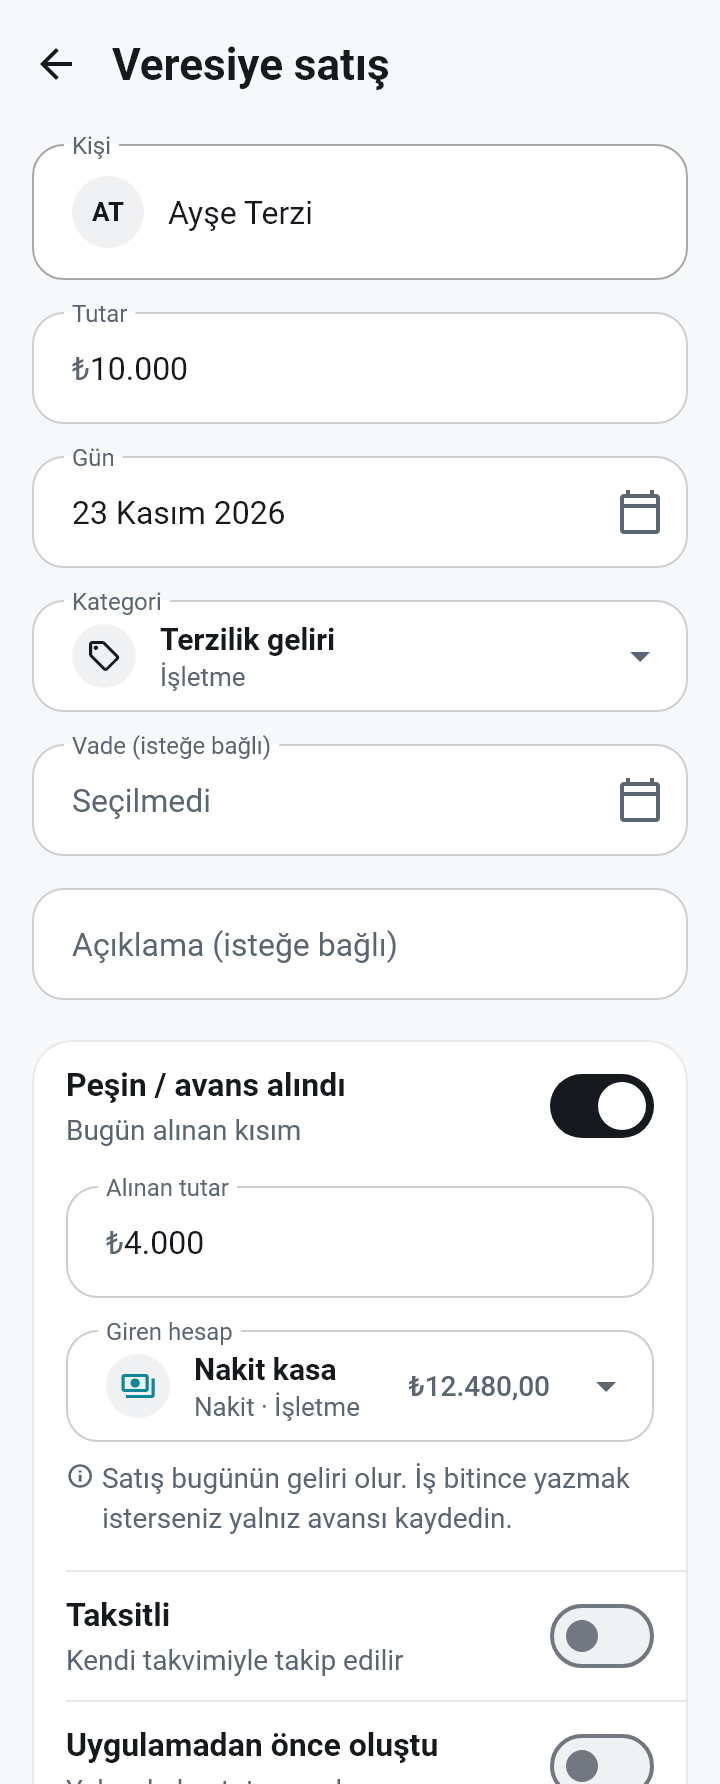 Veresiye satış
Kişi
AT
Ayşe Terzi
Tutar
₺10.000
Gün
23 Kasım 2026
Kategori
Terzilik geliri
İşletme
Vade (isteğe bağlı)
Seçilmedi
Açıklama (isteğe bağlı)
Peşin / avans alındı
Bugün alınan kısım
Alınan tutar
₺4.000
Giren hesap
Nakit kasa
Nakit · İşletme
₺12.480,00
Satış bugünün geliri olur. İş bitince yazmak
isterseniz yalnız avansı kaydedin.
Taksitli
Kendi takvimiyle takip edilir
Uygulamadan önce oluştu